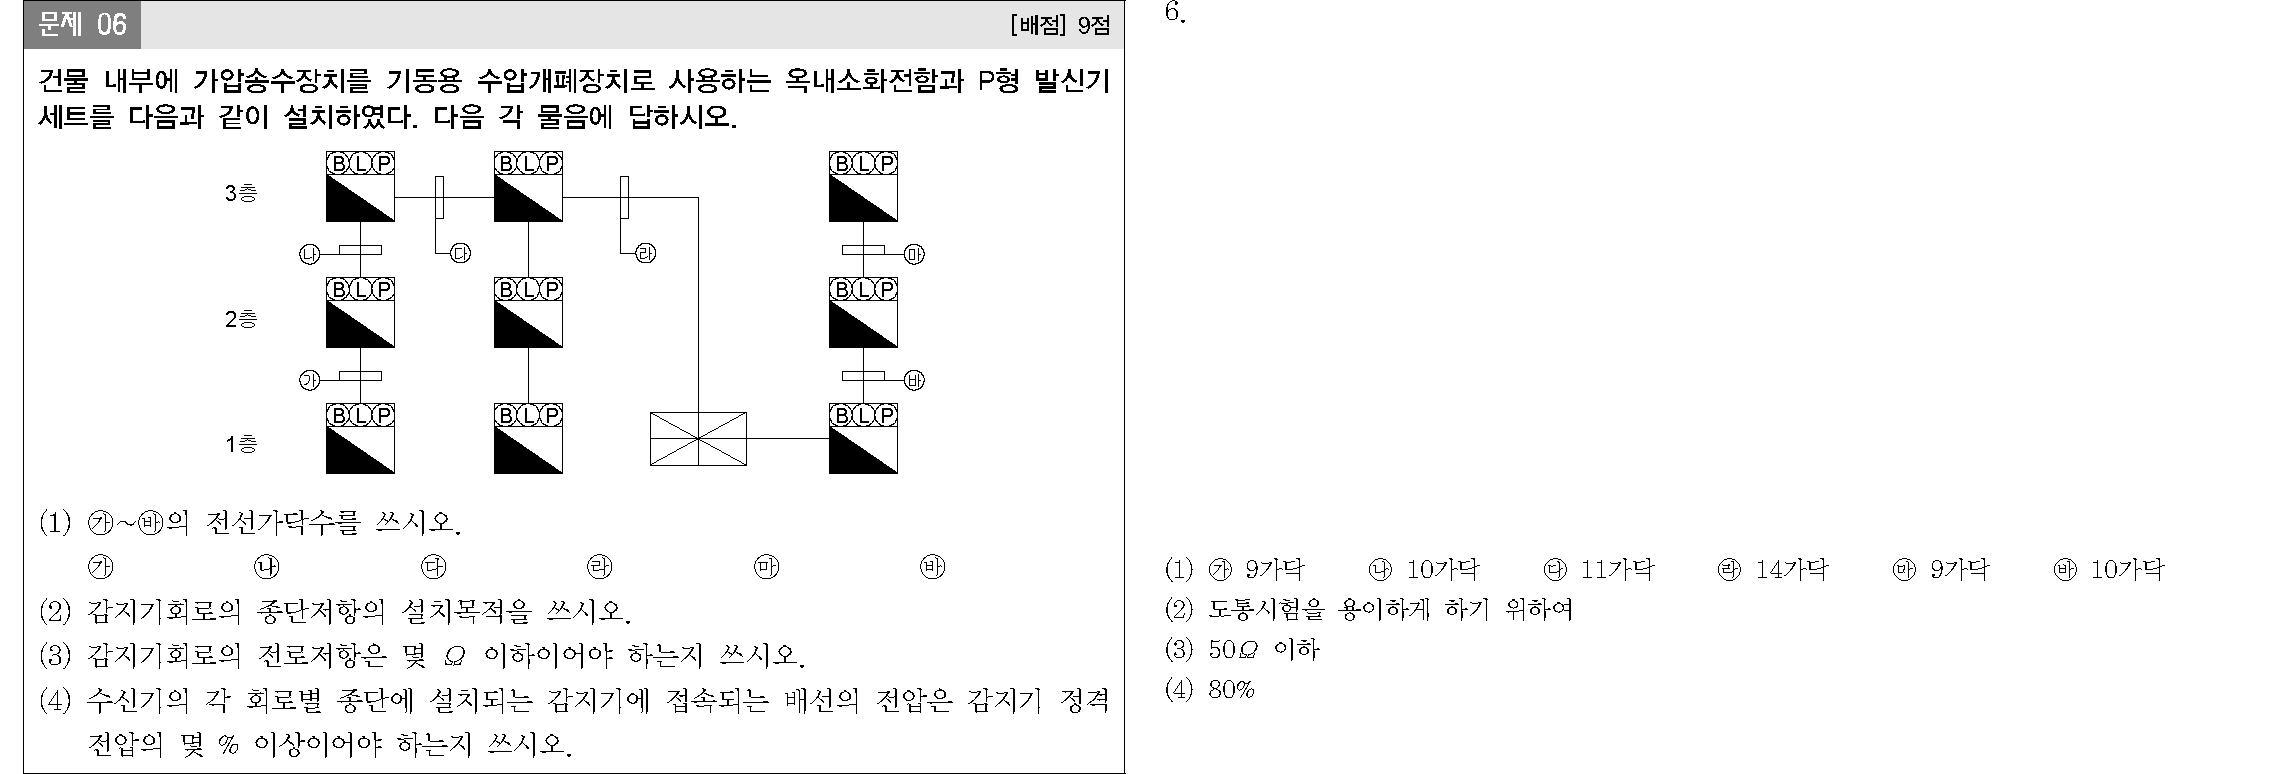 문제 06 [배점] 9점
건물 내부에 가압송수장치를 기동용 수압개폐장치로 사용하는 옥내소화전함과 P형 발신기
세트를 다음과 같이 설치하였다. 다음 각 물음에 답하시오.
B L P B L P B L P
3층
㉯ ㉰ ㉱ ㉲
B L P B L P B L P
2층
㉮ ㉳
B L P B L P B L P
1층
(1) ㉮~㉳의 전선가닥수를 쓰시오.
㉮ ㉯ ㉰ ㉱ ㉲ ㉳
(2) 감지기회로의 종단저항의 설치목적을 쓰시오.
(3) 감지기회로의 전로저항은 몇 Ω 이하이어야 하는지 쓰시오.
(4) 수신기의 각 회로별 종단에 설치되는 감지기에 접속되는 배선의 전압은 감지기 정격
전압의 몇 % 이상이어야 하는지 쓰시오.
6.
(1) ㉮ 9가닥 ㉯ 10가닥 ㉰ 11가닥 ㉱ 14가닥 ㉲ 9가닥 ㉳ 10가닥
(2) 도통시험을 용이하게 하기 위하여
(3) 50Ω 이하
(4) 80%